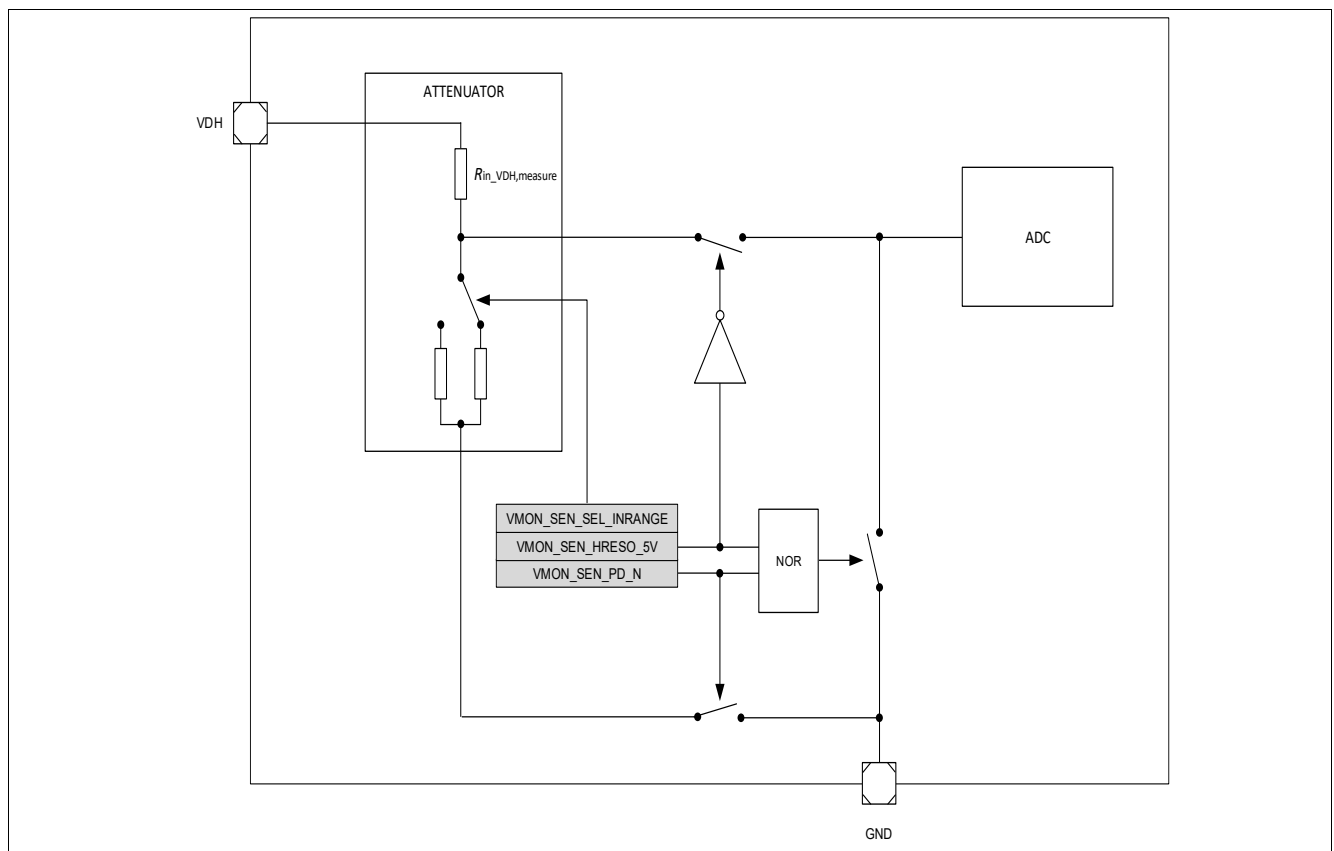 ATTENUATOR
VDH
Rin_VDH,measure
ADC
VMON_SEN_SEL_INRANGE
VMON_SEN_HRESO_5V
NOR
VMON_SEN_PD_N
GND